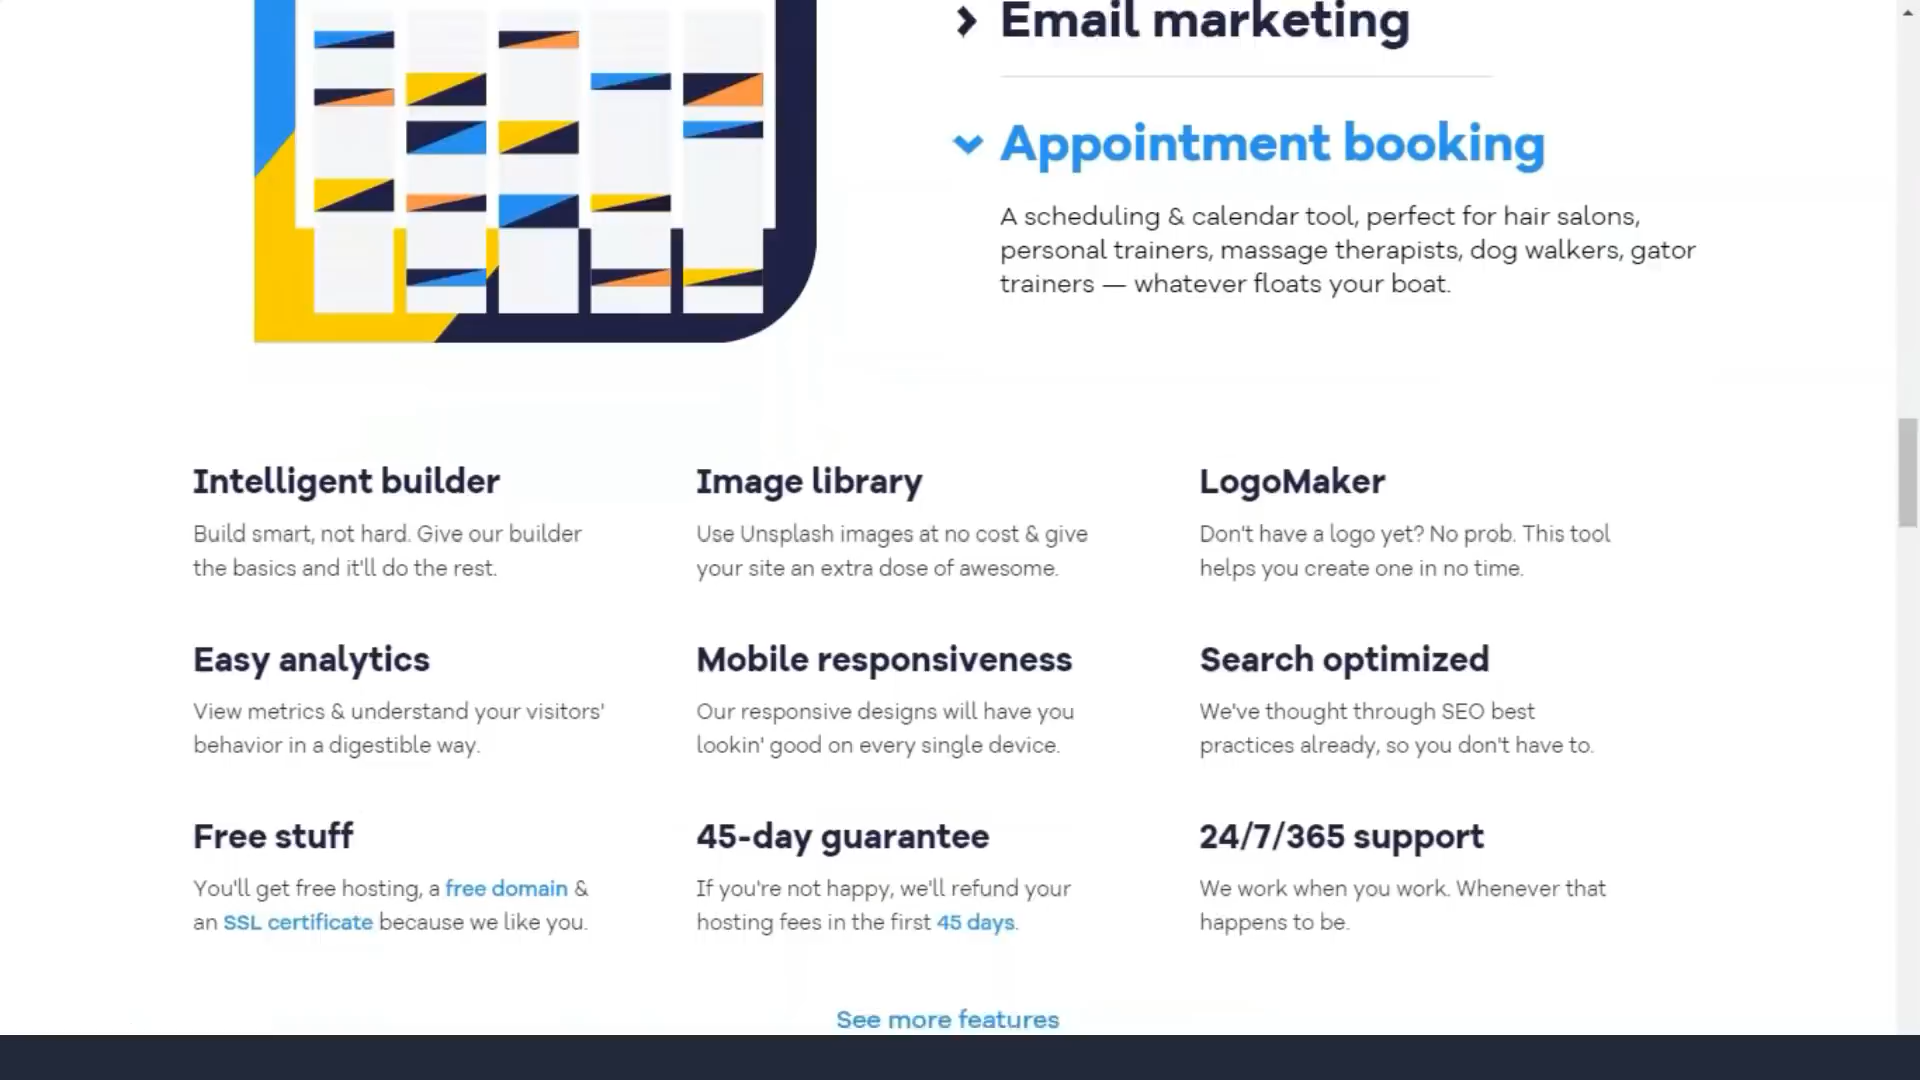 Email marketing
Appointment booking
A scheduling & calendar tool, perfect for hair salons,
personal trainers, massage therapists, dog walkers, gator
trainers — whatever floats your boat.
Intelligent builder
Build smart, not hard. Give our builder
the basics and it'll do the rest.
Image library
Use Unsplash images at no cost & give
your site an extra dose of awesome.
LogoMaker
Don't have a logo yet? No prob. This tool
helps you create one in no time.
Easy analytics
View metrics & understand your visitors'
behavior in a digestible way.
Mobile responsiveness
Our responsive designs will have you
lookin' good on every single device.
Search optimized
We've thought through SEO best
practices already, so you don't have to.
Free stuff
You'll get free hosting, a free domain &
an SSL certificate because we like you.
45-day guarantee
If you're not happy, we'll refund your
hosting fees in the first 45 days.
24/7/365 support
We work when you work. Whenever that
happens to be.
See more features